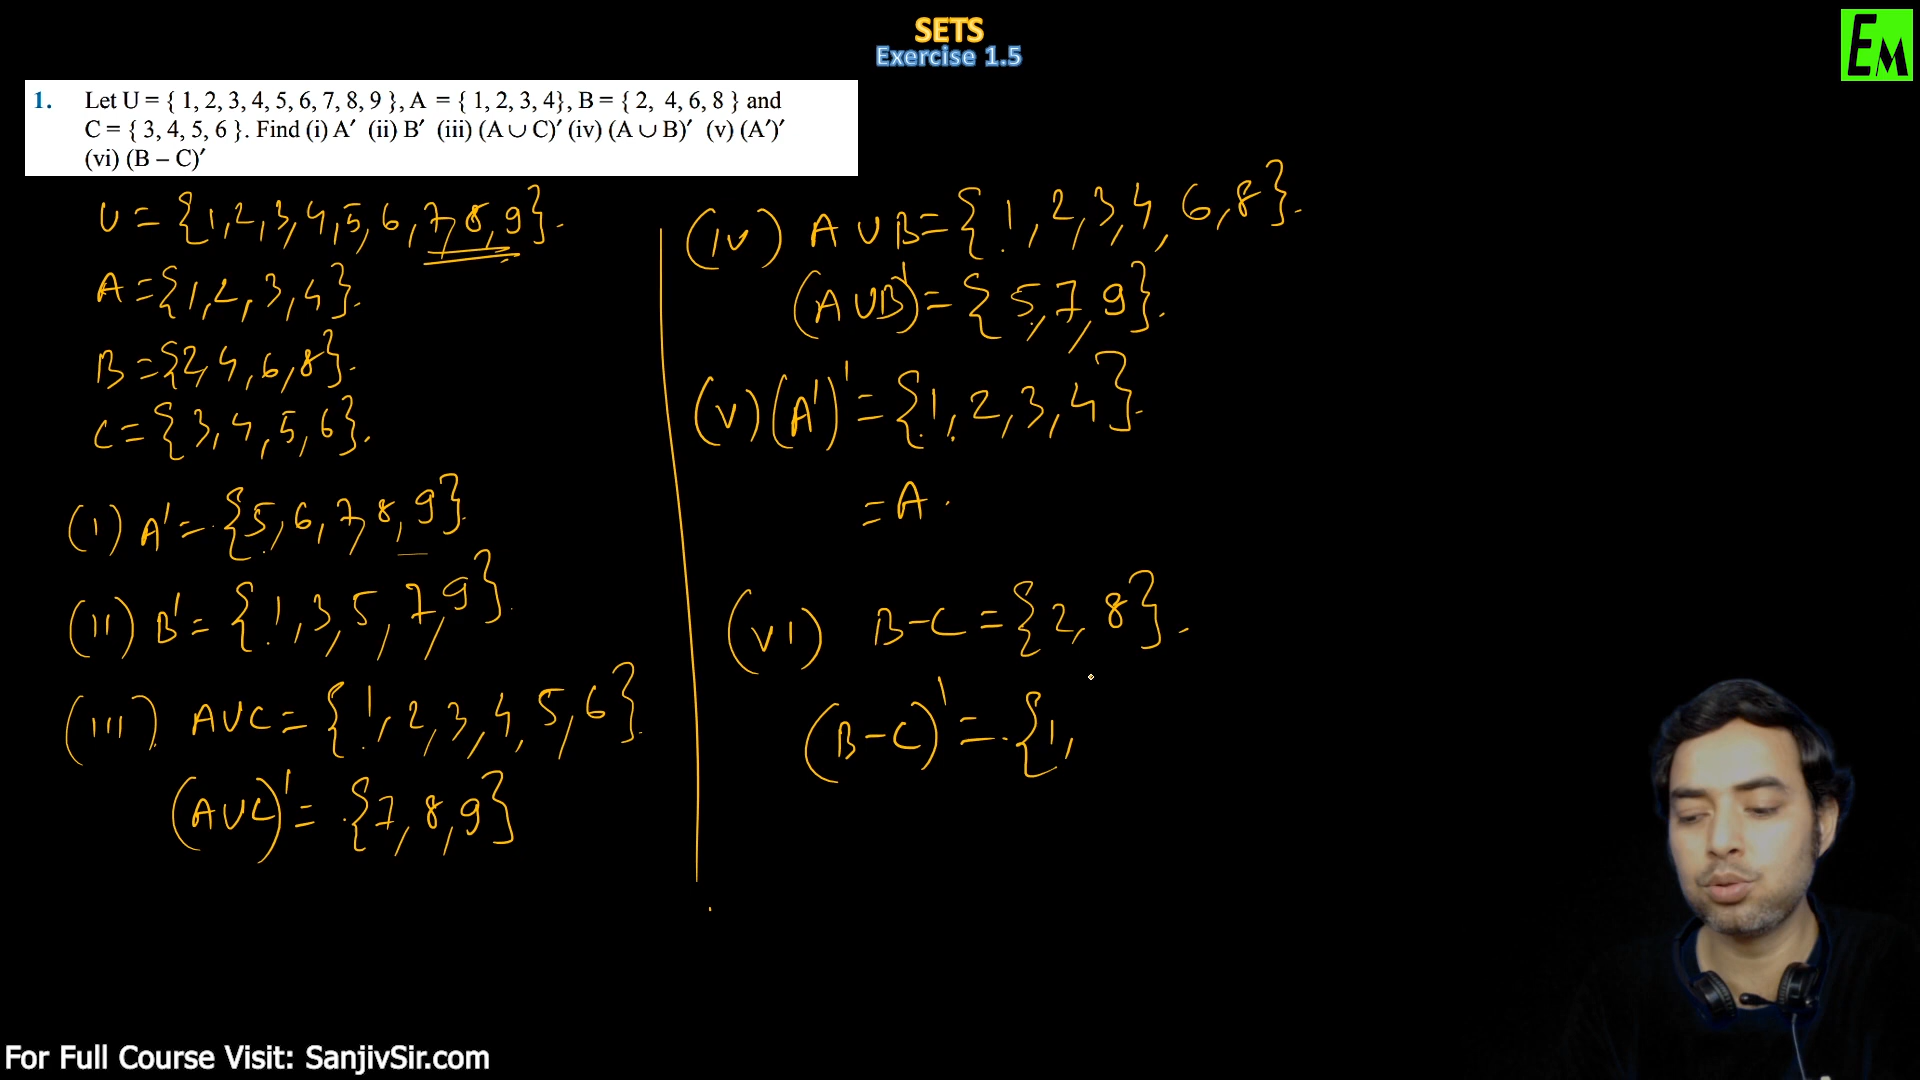 SETS
Exercise 1.5
EM
1. Let U = { 1, 2, 3, 4, 5, 6, 7, 8, 9 }, A = { 1, 2, 3, 4}, B = { 2, 4, 6, 8 } and
C = { 3, 4, 5, 6 }. Find (i) A′ (ii) B′ (iii) (A ∪ C)′ (iv) (A ∪ B)′ (v) (A′)′
(vi) (B – C)′
U = {1,2,3,4,5,6,7,8,9}.
A = {1,2,3,4}.
B = {2,4,6,8}.
C = {3,4,5,6}.
(i) A' = {5,6,7,8,9}
(ii) B' = {1,3,5,7,9}
(iii) A∪C = {1,2,3,4,5,6}
(A∪C)' = {7,8,9}
(iv) A ∪ B = {1,2,3,4,6,8}.
(A∪B)' = {5,7,9}.
(v) (A')' = {1,2,3,4}.
= A.
(vi) B-C = {2,8}.
(B-C)' = {1,
For Full Course Visit: SanjivSir.com